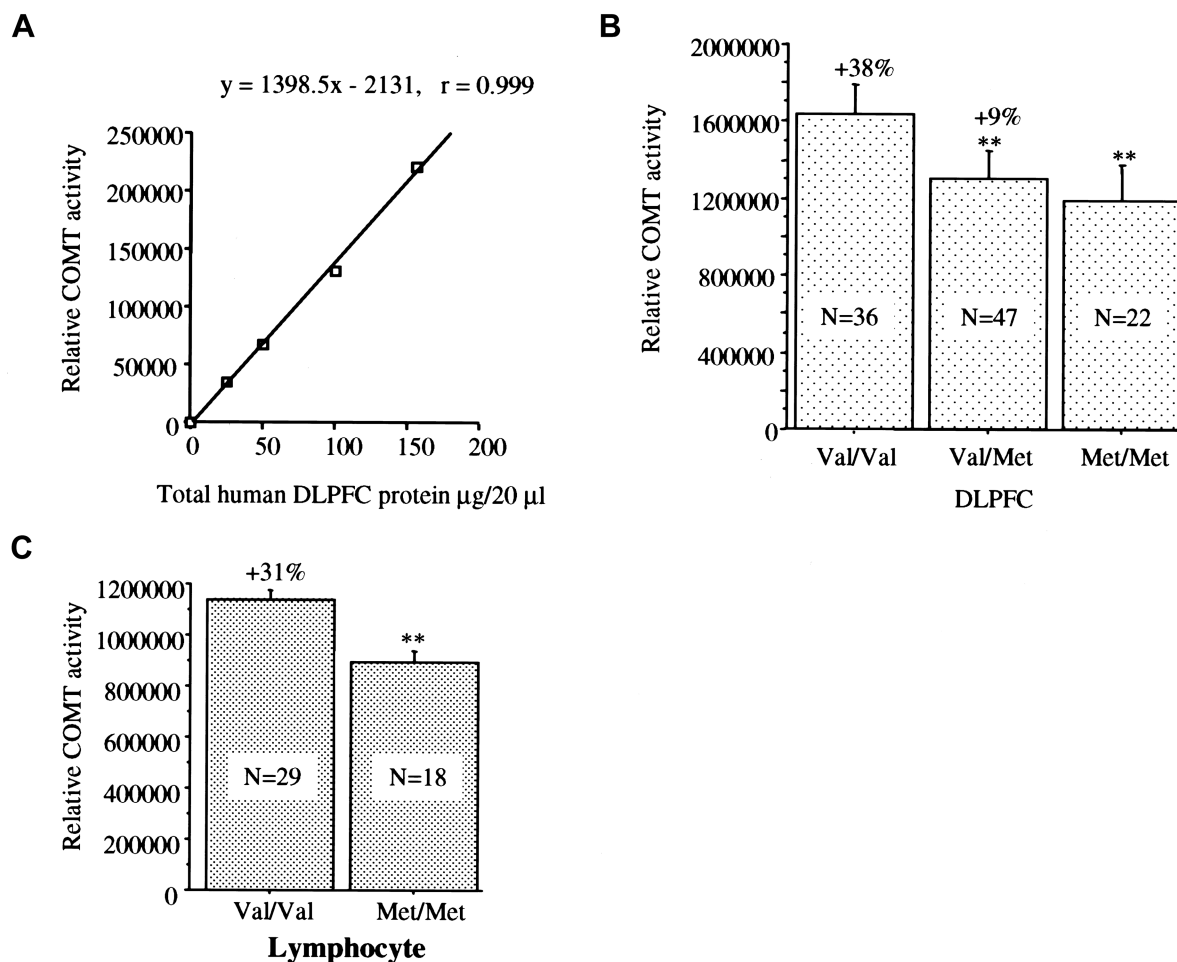 A
y = 1398.5x - 2131, r = 0.999
Relative COMT activity
250000
200000
150000
100000
50000
0
0 50 100 150 200
Total human DLPFC protein µg/20 µl
B
Relative COMT activity
2000000
1600000
1200000
800000
400000
0
+38%
+9%
**
**
N=36 N=47 N=22
Val/Val Val/Met Met/Met
DLPFC
C
Relative COMT activity
1200000
1000000
800000
600000
400000
200000
0
+31%
**
N=29 N=18
Val/Val Met/Met
Lymphocyte